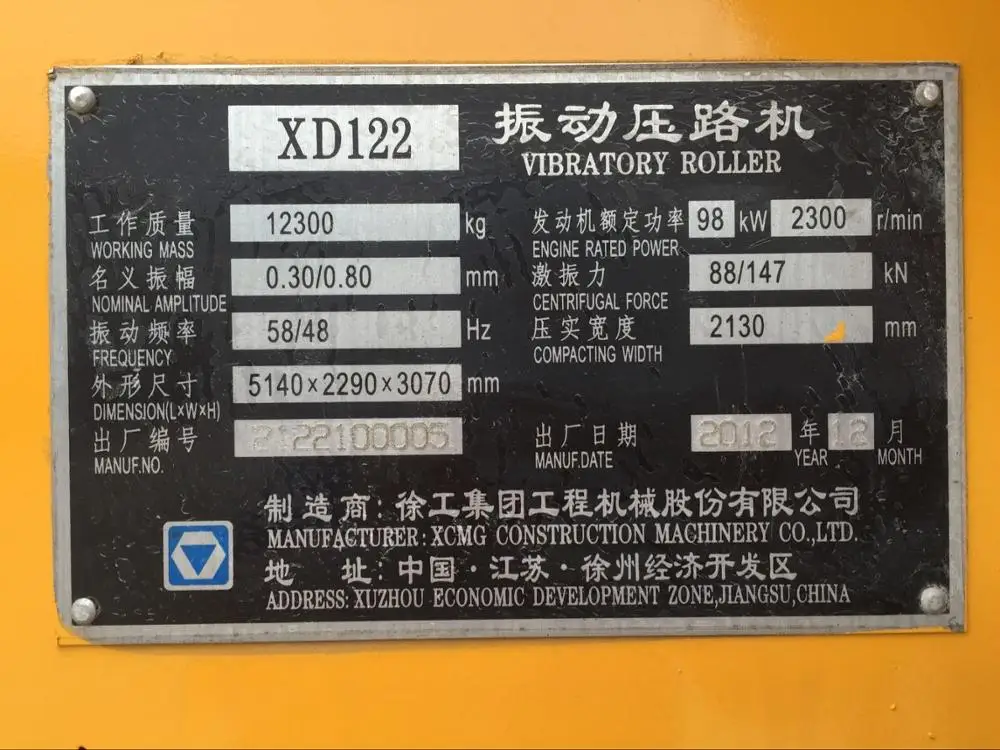 XD122 振动压路机
VIBRATORY ROLLER
工作质量 12300 kg
WORKING MASS
名义振幅 0.30/0.80 mm
NOMINAL AMPLITUDE
振动频率 58/48 Hz
FREQUENCY
外形尺寸 5140×2290×3070 mm
DIMENSION(L×W×H)
出厂编号 2122100005
MANUF.NO.
发动机额定功率 98 kW 2300 r/min
ENGINE RATED POWER
激振力 88/147 kN
CENTRIFUGAL FORCE
压实宽度 2130 mm
COMPACTING WIDTH
出厂日期 2012 年 12 月
MANUF.DATE YEAR MONTH
制造商:徐工集团工程机械股份有限公司
MANUFACTURER: XCMG CONSTRUCTION MACHINERY CO.,LTD.
地 址:中国·江苏·徐州经济开发区
ADDRESS: XUZHOU ECONOMIC DEVELOPMENT ZONE,JIANGSU,CHINA